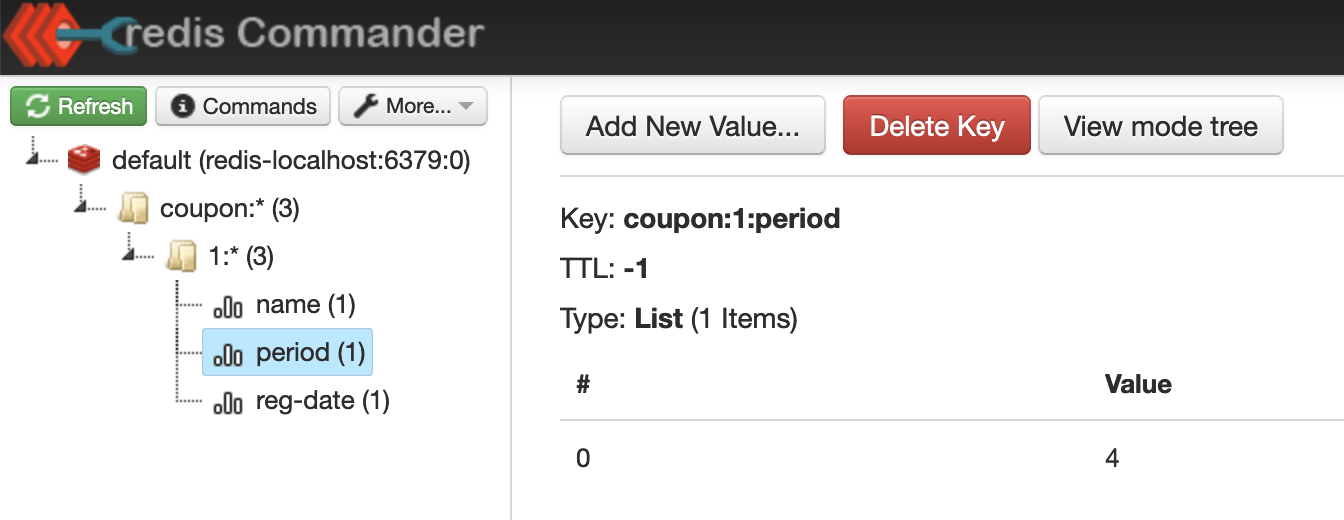 redis Commander
Refresh Commands More...
default (redis-localhost:6379:0)
coupon:* (3)
1:* (3)
name (1)
period (1)
reg-date (1)
Add New Value... Delete Key View mode tree
Key: coupon:1:period
TTL: -1
Type: List (1 Items)
# Value
0 4